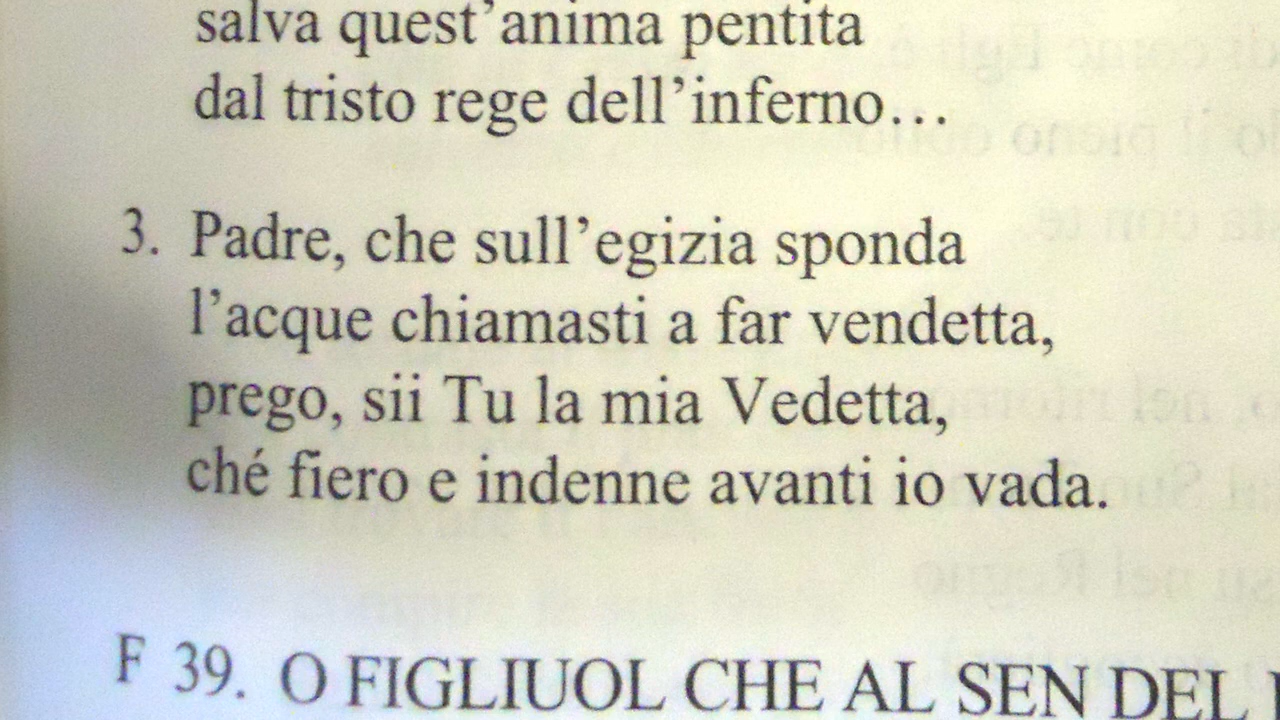 salva quest'anima pentita
dal tristo rege dell'inferno...
3. Padre, che sull'egizia sponda
l'acque chiamasti a far vendetta,
prego, sii Tu la mia Vedetta,
ché fiero e indenne avanti io vada.
F 39. O FIGLIUOL CHE AL SEN DEL